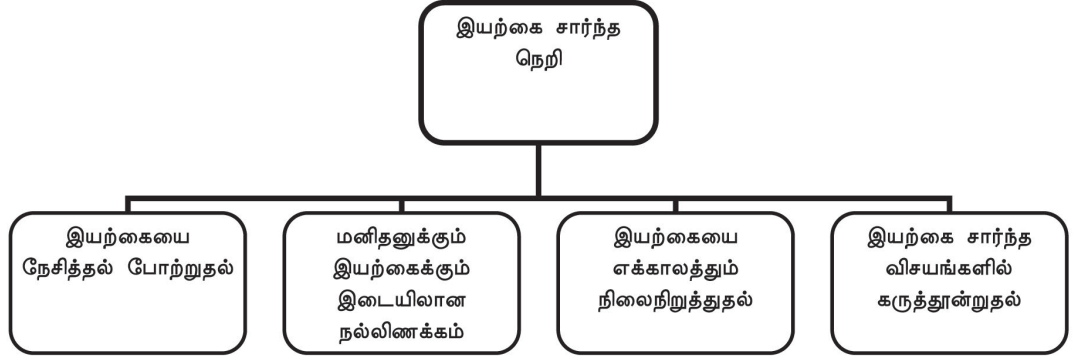 இயற்கை சார்ந்த
நெறி
இயற்கையை
நேசித்தல் போற்றுதல்
மனிதனுக்கும்
இயற்கைக்கும்
இடையிலான
நல்லிணக்கம்
இயற்கையை
எக்காலத்தும்
நிலைநிறுத்துதல்
இயற்கை சார்ந்த
விசயங்களில்
கருத்தூன்றுதல்